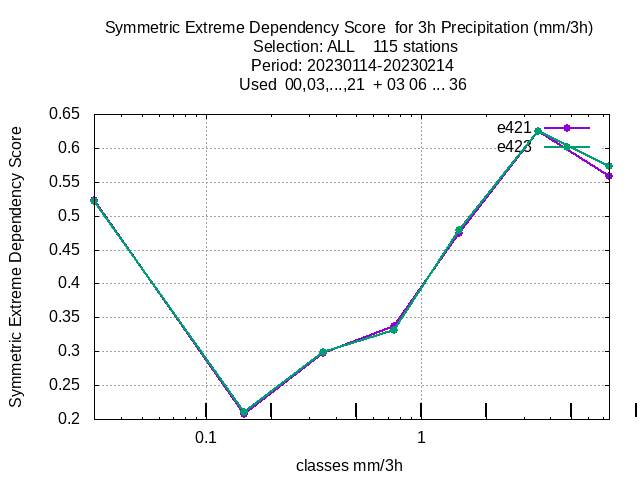 Symmetric Extreme Dependency Score  for 3h Precipitation (mm/3h)
Selection: ALL    115 stations
Period: 20230114-20230214
Used  00,03,...,21  + 03 06 ... 36
Symmetric Extreme Dependency Score
0.65
0.6
0.55
0.5
0.45
0.4
0.35
0.3
0.25
0.2
e421
e423
0.1
1
classes mm/3h